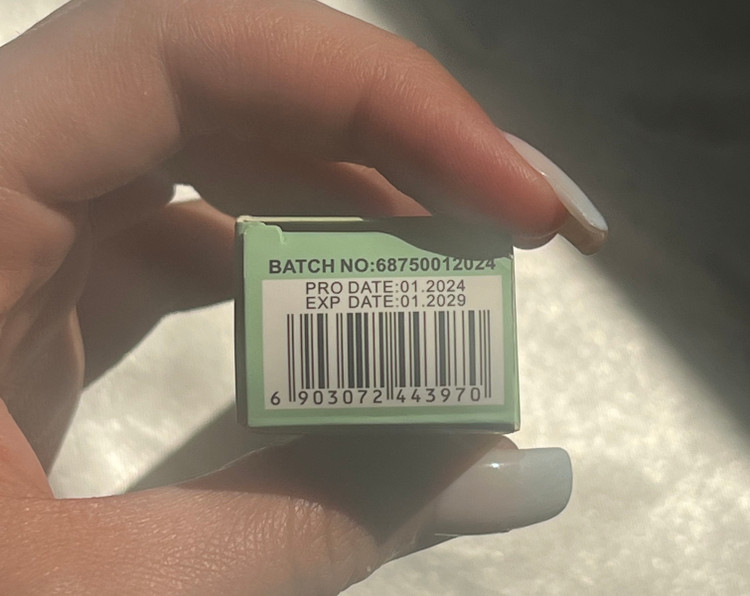 BATCH NO:68750012024
PRO DATE:01.2024
EXP DATE:01.2029
6 903072 443970